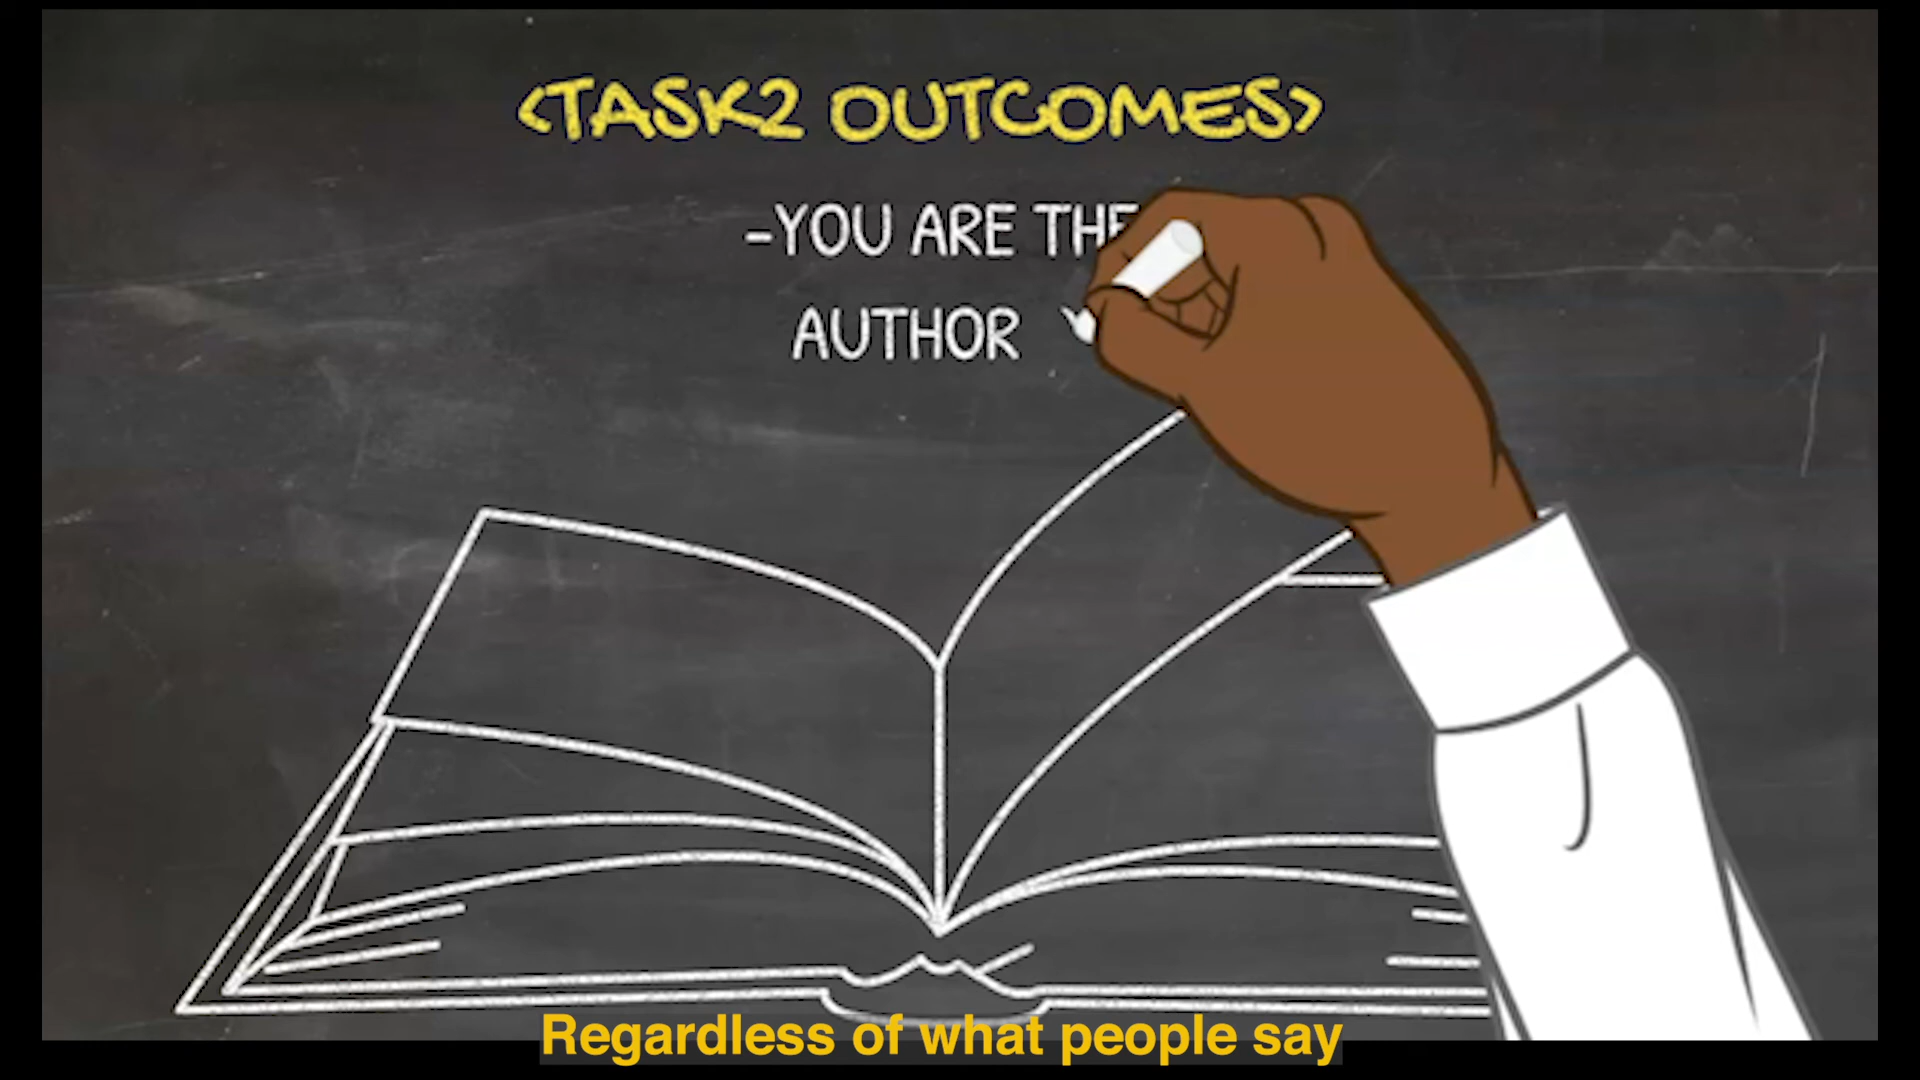 <TASK2 OUTCOMES>
-YOU ARE THE
AUTHOR
Regardless of what people say